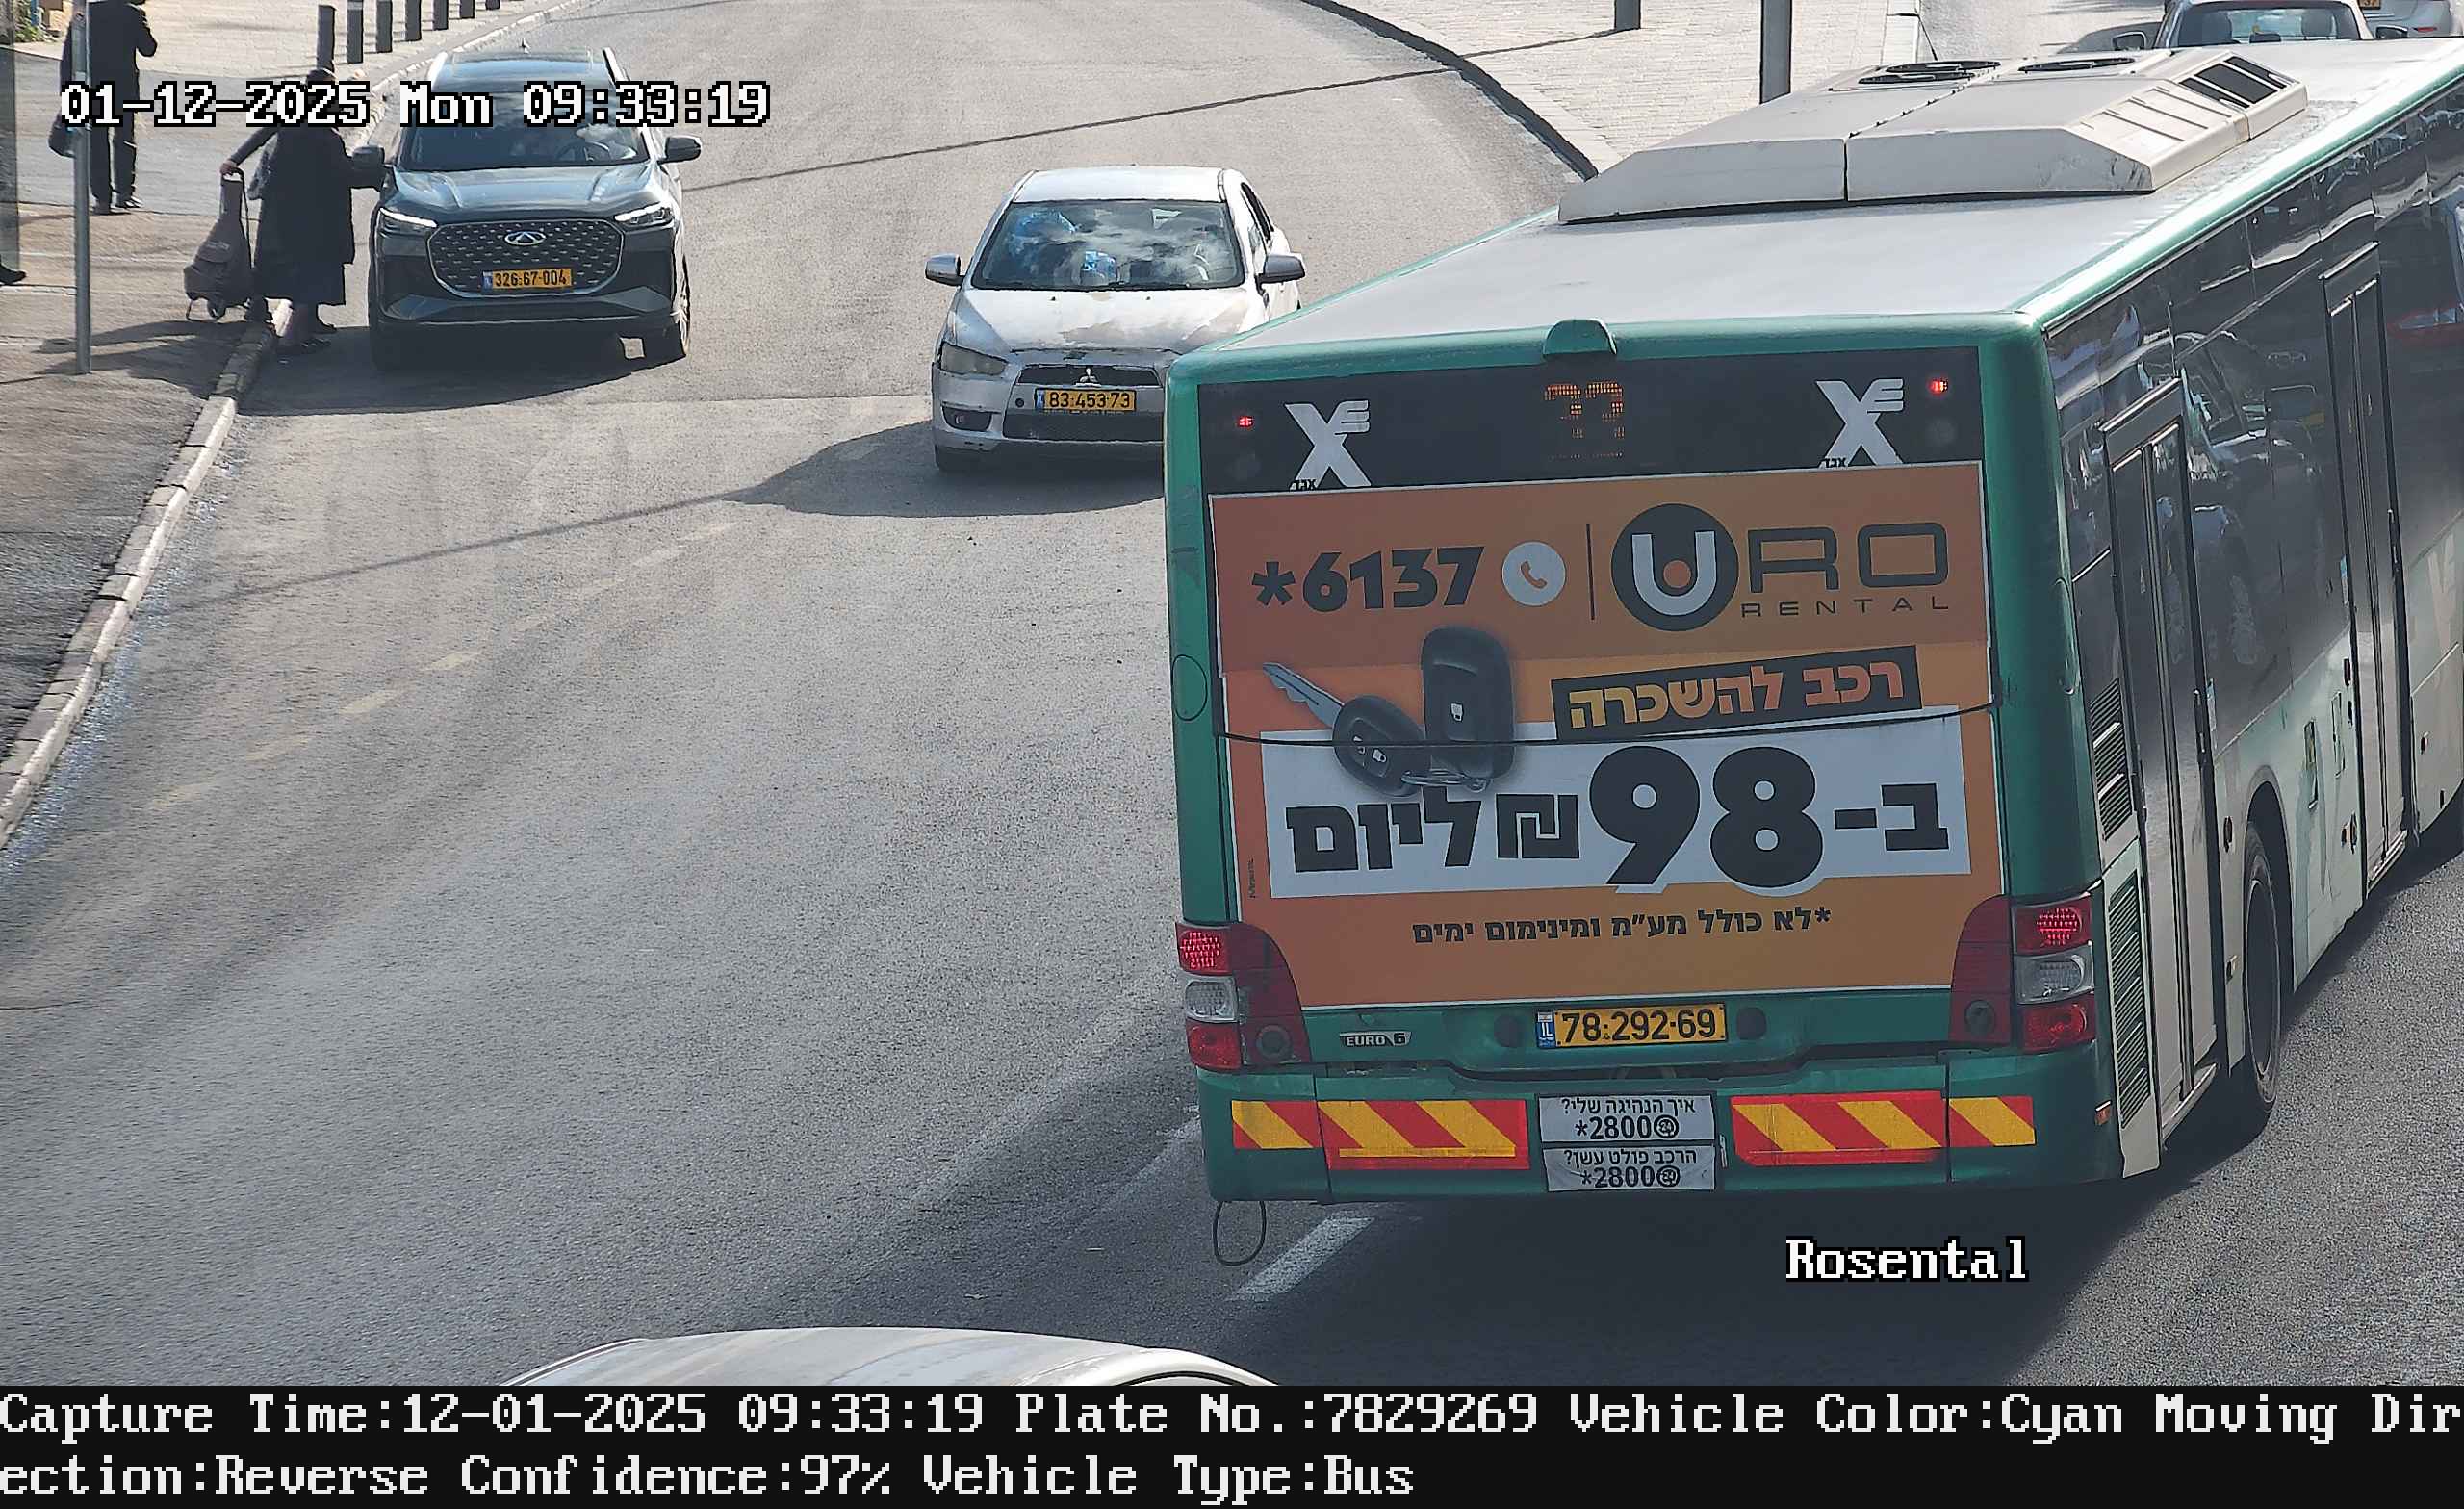 01-12-2025 Mon 09:33:19
326-67-004
83-453-73
אגד
אגד
*6137 URO
RENTAL
רכב להשכרה
ב-98 ₪ ליום
*לא כולל מע"מ ומינימום ימים
EURO 6
IL 78-292-69
איך הנהיגה שלי?
*2800
הרכב פולט עשן?
*2800
Rosental
Capture Time:12-01-2025 09:33:19 Plate No.:7829269 Vehicle Color:Cyan Moving Dir
ection:Reverse Confidence:97% Vehicle Type:Bus